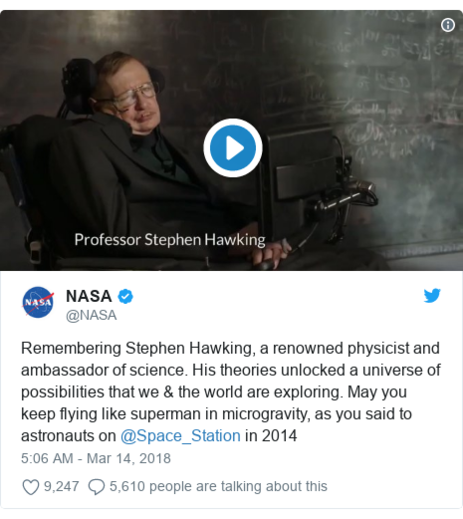 Professor Stephen Hawking
NASA
NASA
@NASA
Remembering Stephen Hawking, a renowned physicist and
ambassador of science. His theories unlocked a universe of
possibilities that we & the world are exploring. May you
keep flying like superman in microgravity, as you said to
astronauts on @Space_Station in 2014
5:06 AM - Mar 14, 2018
9,247 5,610 people are talking about this